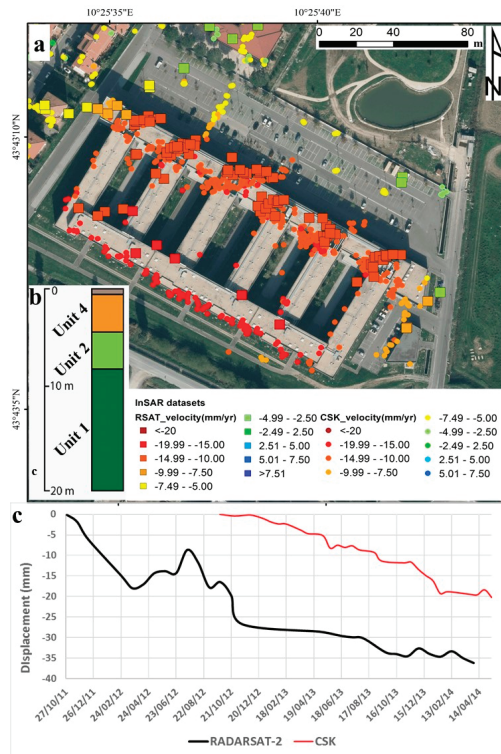 10°25'35"E
10°25'40"E
a
0 20 40 80
m
N
43°43'10"N
43°43'5"N
b
0
Unit 4
Unit 2
10 m
Unit 1
c
20 m
InSAR datasets
RSAT_velocity(mm/yr)
<-20
-19.99 - -15.00
-14.99 - -10.00
-9.99 - -7.50
-7.49 - -5.00
-4.99 - -2.50
-2.49 - 2.50
2.51 - 5.00
5.01 - 7.50
>7.51
CSK_velocity(mm/yr)
<-20
-19.99 - -15.00
-14.99 - -10.00
-9.99 - -7.50
-7.49 - -5.00
-4.99 - -2.50
-2.49 - 2.50
2.51 - 5.00
5.01 - 7.50
c
Displacement (mm)
0
-5
-10
-15
-20
-25
-30
-35
-40
27/10/11
26/12/11
24/02/12
24/04/12
23/06/12
22/08/12
21/10/12
20/12/12
18/02/13
19/04/13
18/06/13
17/08/13
16/10/13
15/12/13
13/02/14
14/04/14
RADARSAT-2
CSK